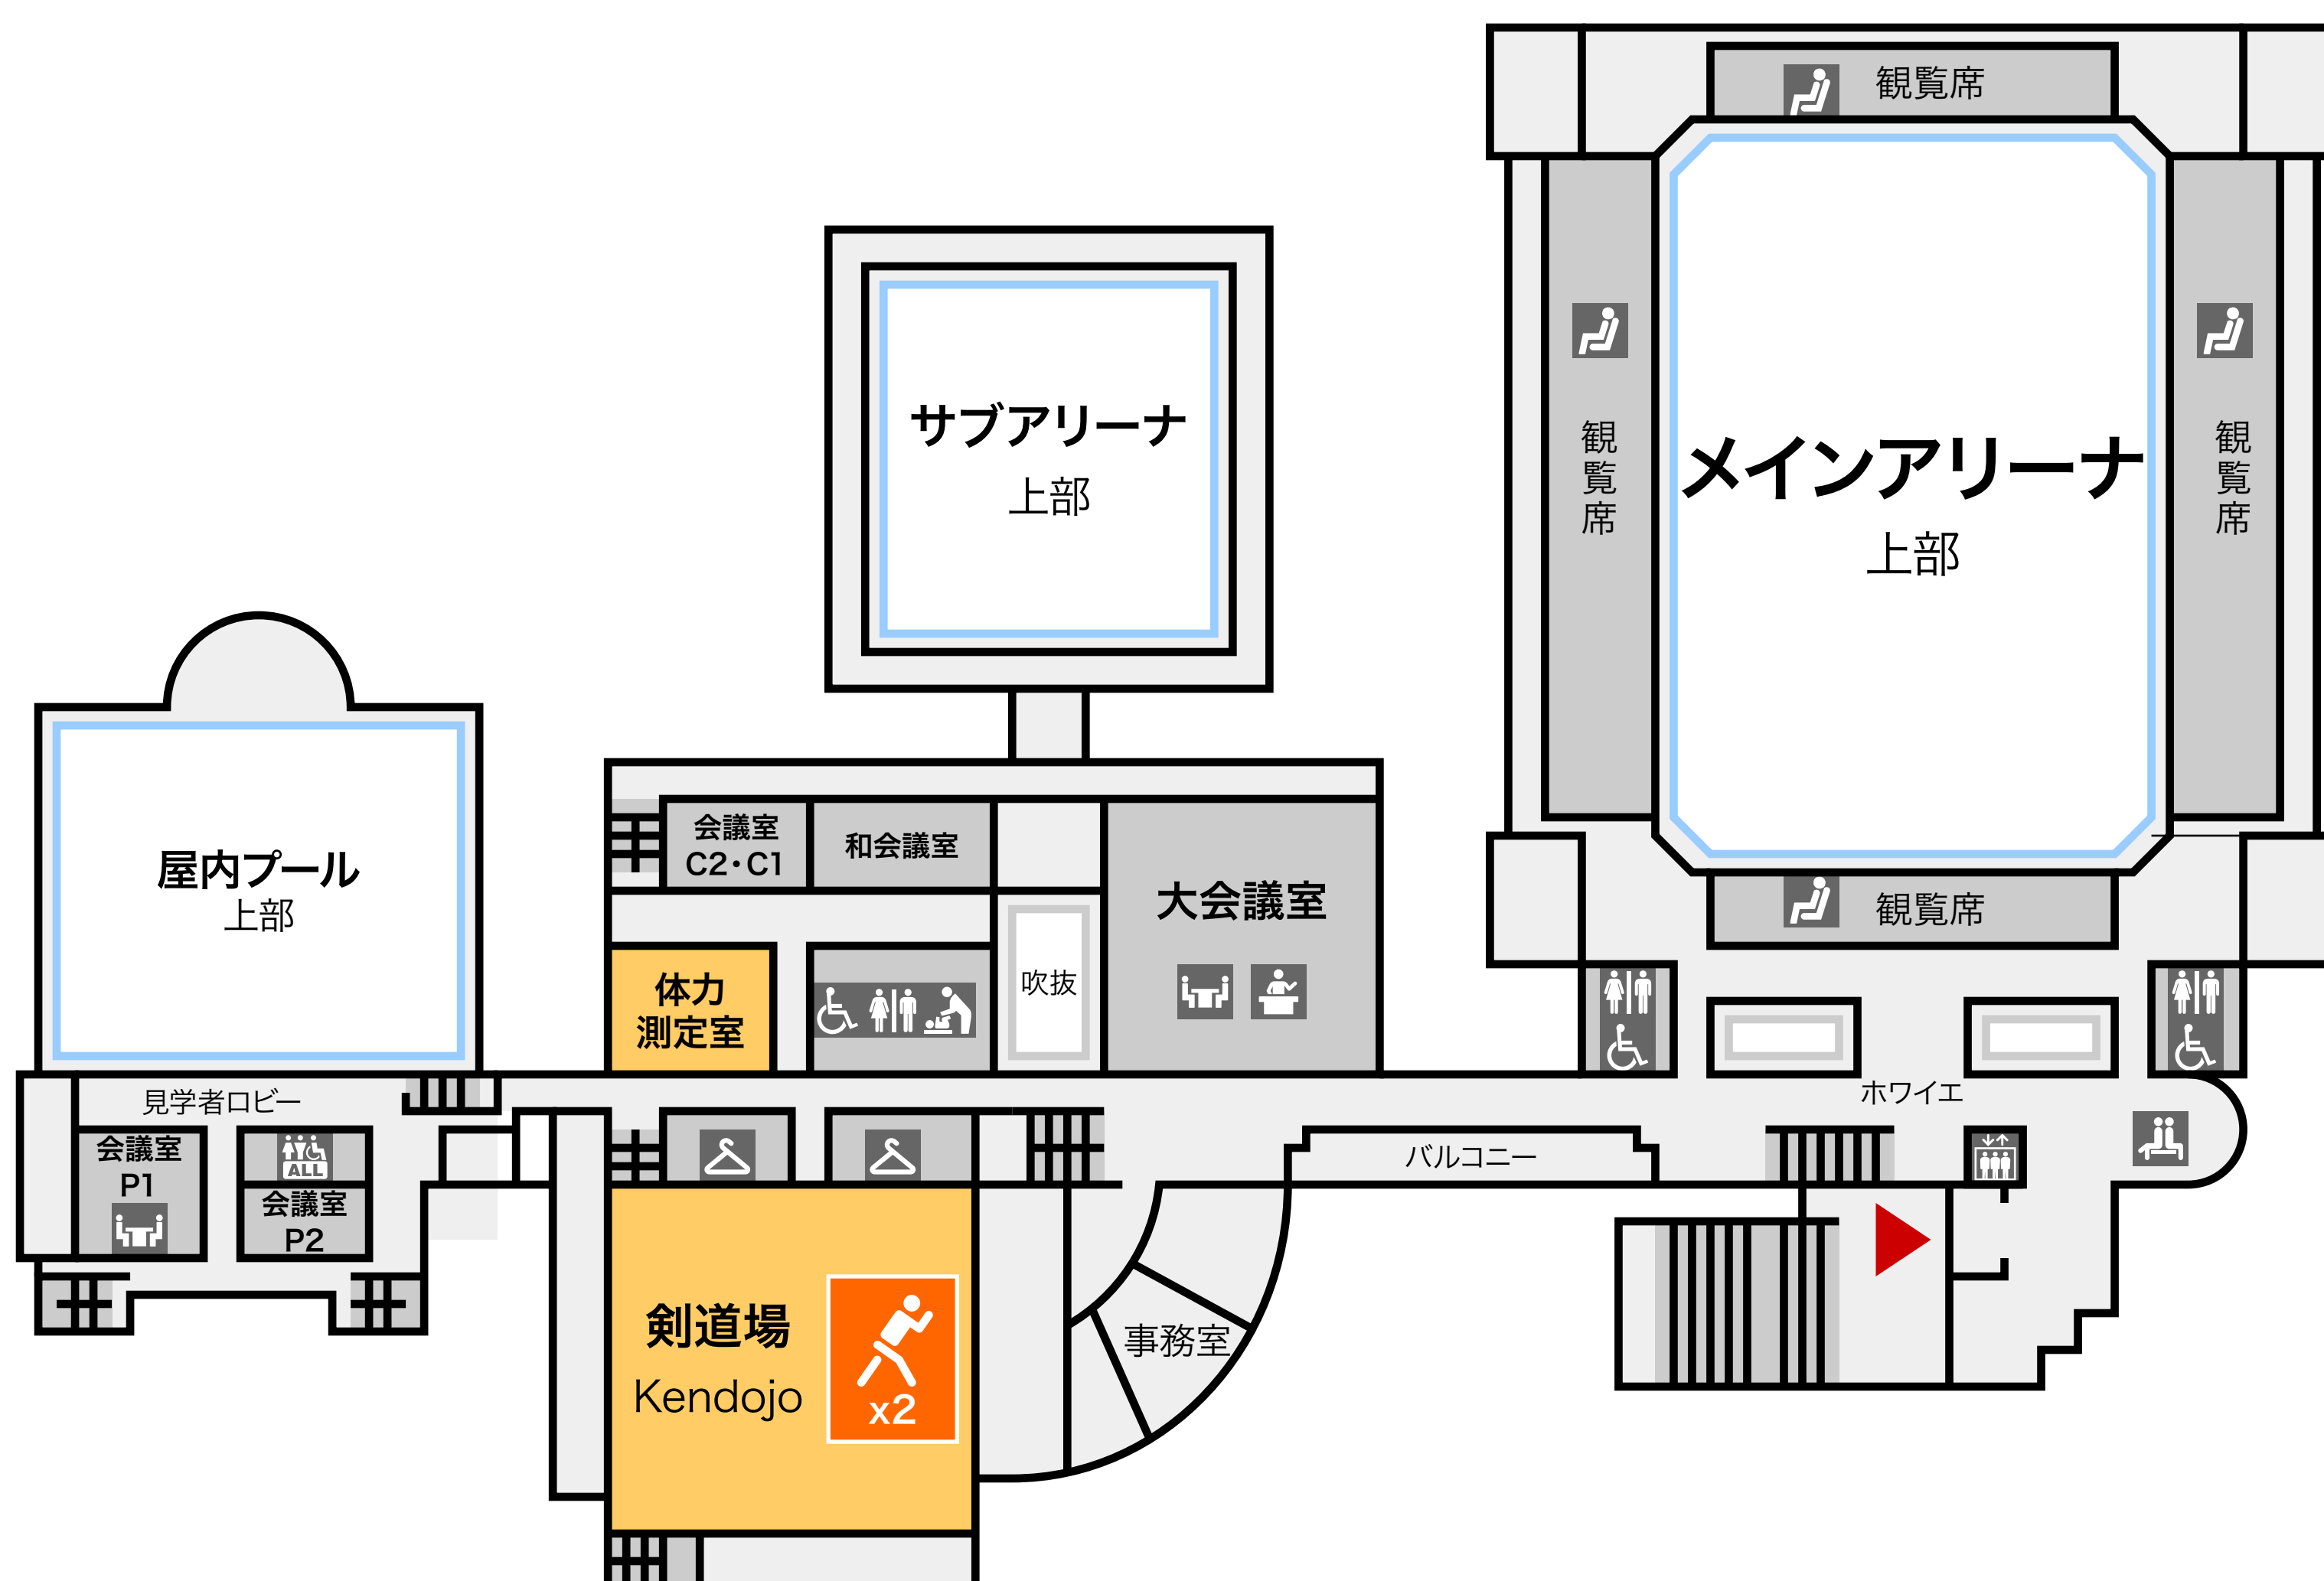 観覧席
観覧席
観覧席
メインアリーナ
上部
サブアリーナ
上部
観覧席
屋内プール
上部
会議室
C2・C1
和会議室
大会議室
吹抜
体力
測定室
見学者ロビー
ホワイエ
会議室
P1
ALL
会議室
P2
バルコニー
事務室
剣道場
Kendojo
x2